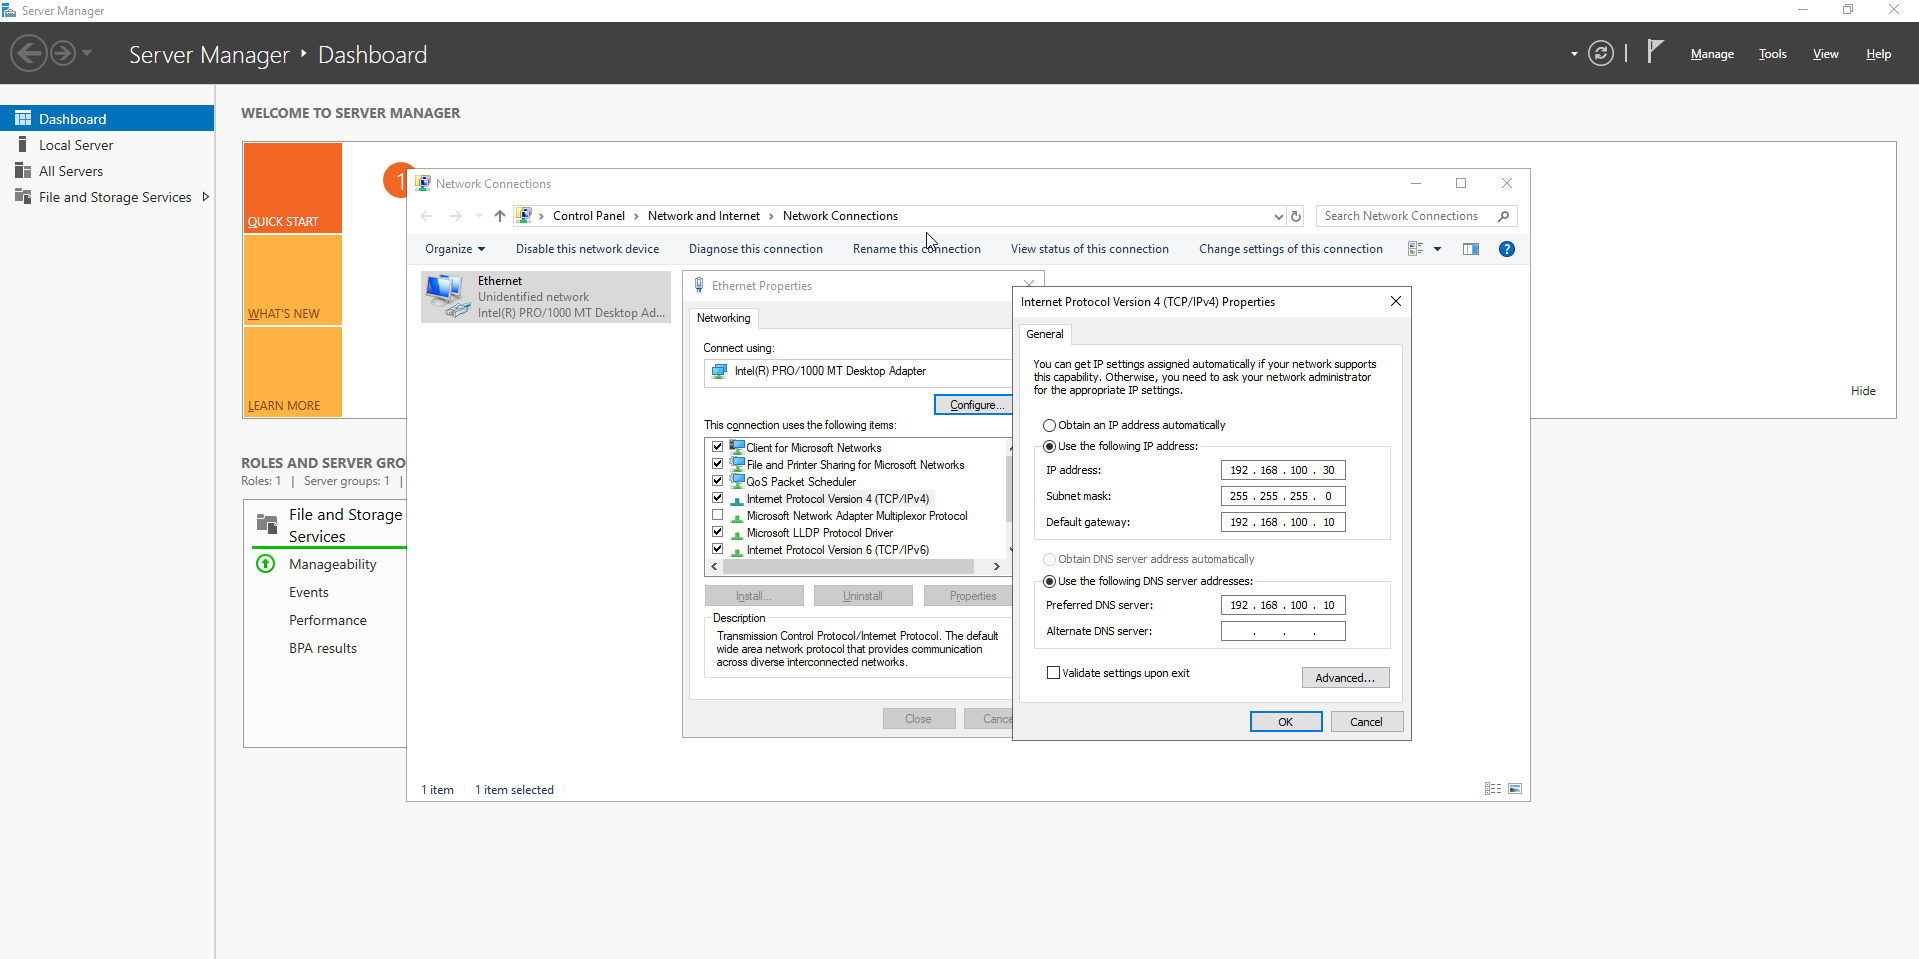 Server Manager
Server Manager ‣ Dashboard
Manage Tools View Help
Dashboard
Local Server
All Servers
File and Storage Services
WELCOME TO SERVER MANAGER
QUICK START
WHAT'S NEW
LEARN MORE
1
Hide
ROLES AND SERVER GRO
Roles: 1 | Server groups: 1 |
File and Storage
Services
Manageability
Events
Performance
BPA results
Network Connections
Control Panel › Network and Internet › Network Connections
Search Network Connections
Organize Disable this network device Diagnose this connection Rename this connection View status of this connection Change settings of this connection
Ethernet
Unidentified network
Intel(R) PRO/1000 MT Desktop Ad...
1 item 1 item selected
Ethernet Properties
Networking
Connect using:
Intel(R) PRO/1000 MT Desktop Adapter
Configure...
This connection uses the following items:
Client for Microsoft Networks
File and Printer Sharing for Microsoft Networks
QoS Packet Scheduler
Internet Protocol Version 4 (TCP/IPv4)
Microsoft Network Adapter Multiplexor Protocol
Microsoft LLDP Protocol Driver
Internet Protocol Version 6 (TCP/IPv6)
Install... Uninstall Properties
Description
Transmission Control Protocol/Internet Protocol. The default
wide area network protocol that provides communication
across diverse interconnected networks.
Close Cance
Internet Protocol Version 4 (TCP/IPv4) Properties
General
You can get IP settings assigned automatically if your network supports
this capability. Otherwise, you need to ask your network administrator
for the appropriate IP settings.
Obtain an IP address automatically
Use the following IP address:
IP address: 192 . 168 . 100 . 30
Subnet mask: 255 . 255 . 255 . 0
Default gateway: 192 . 168 . 100 . 10
Obtain DNS server address automatically
Use the following DNS server addresses:
Preferred DNS server: 192 . 168 . 100 . 10
Alternate DNS server: . . .
Validate settings upon exit
Advanced...
OK Cancel